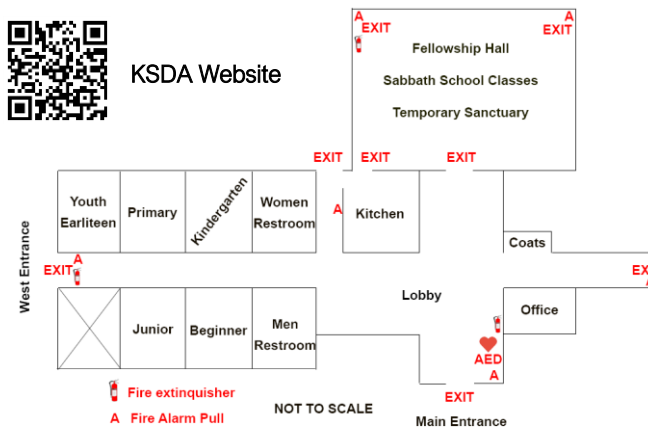 KSDA Website
A
EXIT
A
EXIT
Fellowship Hall
Sabbath School Classes
Temporary Sanctuary
EXIT
EXIT
EXIT
Youth
Earliteen
Primary
Kindergarten
Women
Restroom
A
Kitchen
Coats
West Entrance
A
EXIT
Lobby
Office
Junior
Beginner
Men
Restroom
AED
A
EXIT
Main Entrance
Fire extinguisher
A Fire Alarm Pull
NOT TO SCALE